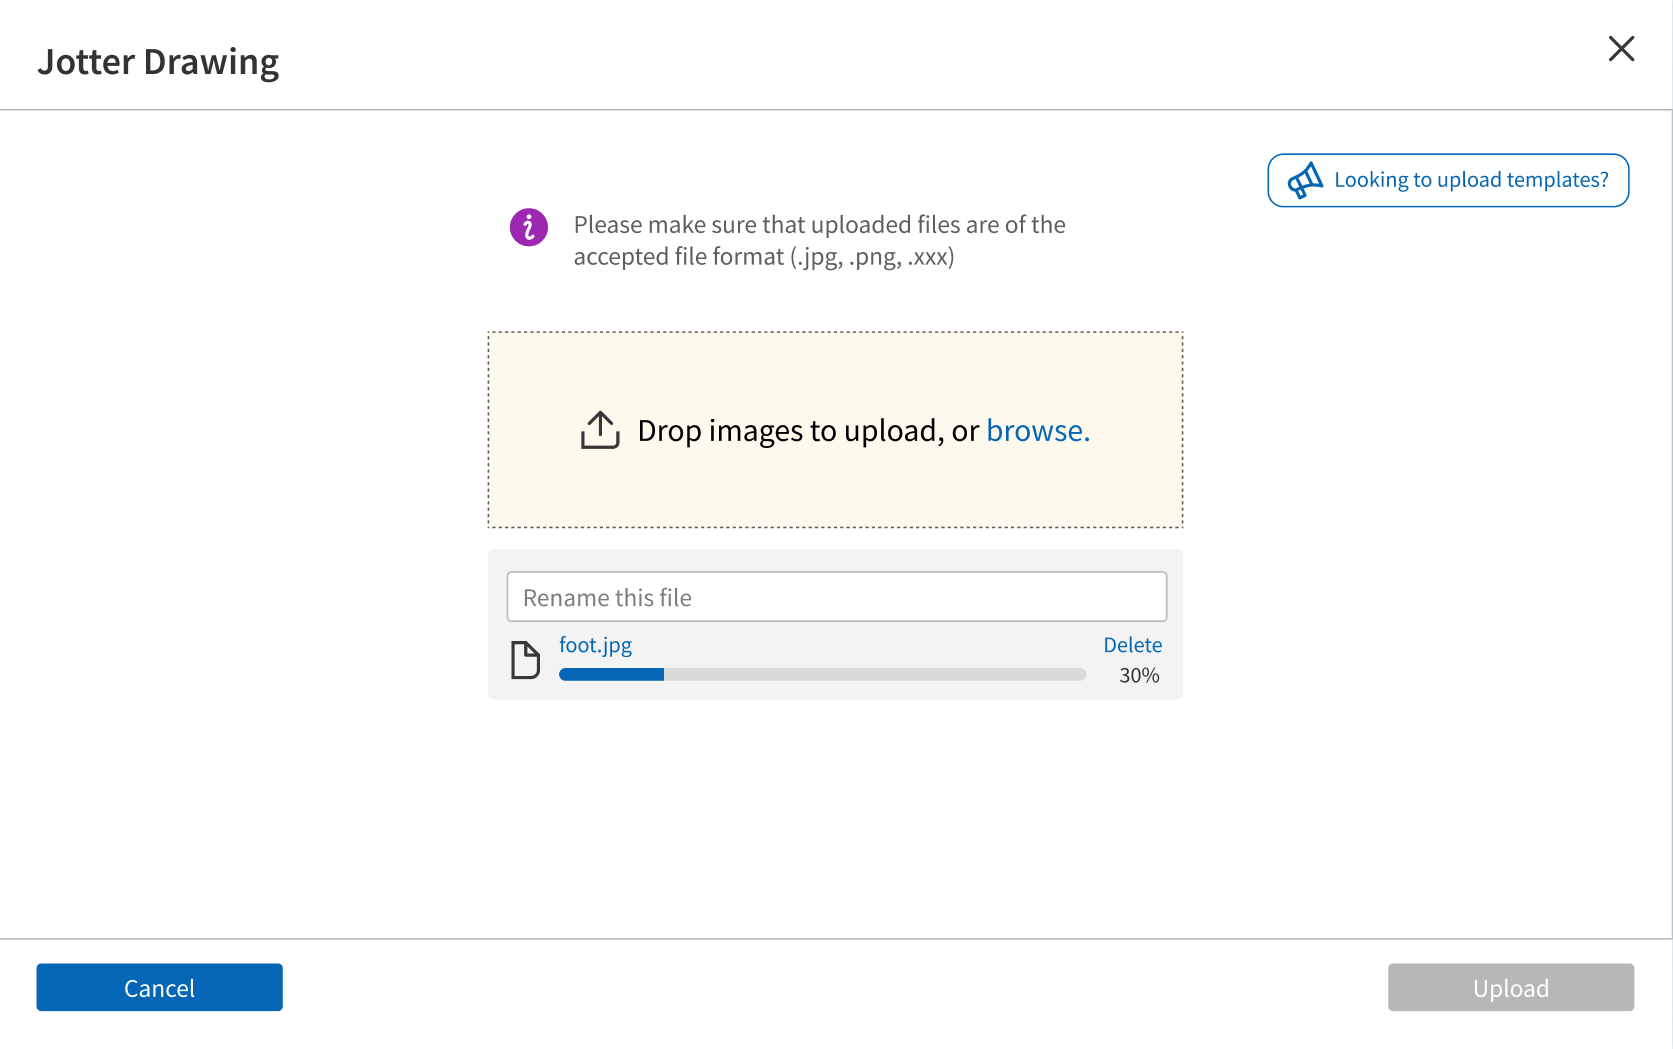 Jotter Drawing
Looking to upload templates?
Please make sure that uploaded files are of the
accepted file format (.jpg, .png, .xxx)
Drop images to upload, or browse.
Rename this file
foot.jpg
Delete
30%
Cancel
Upload